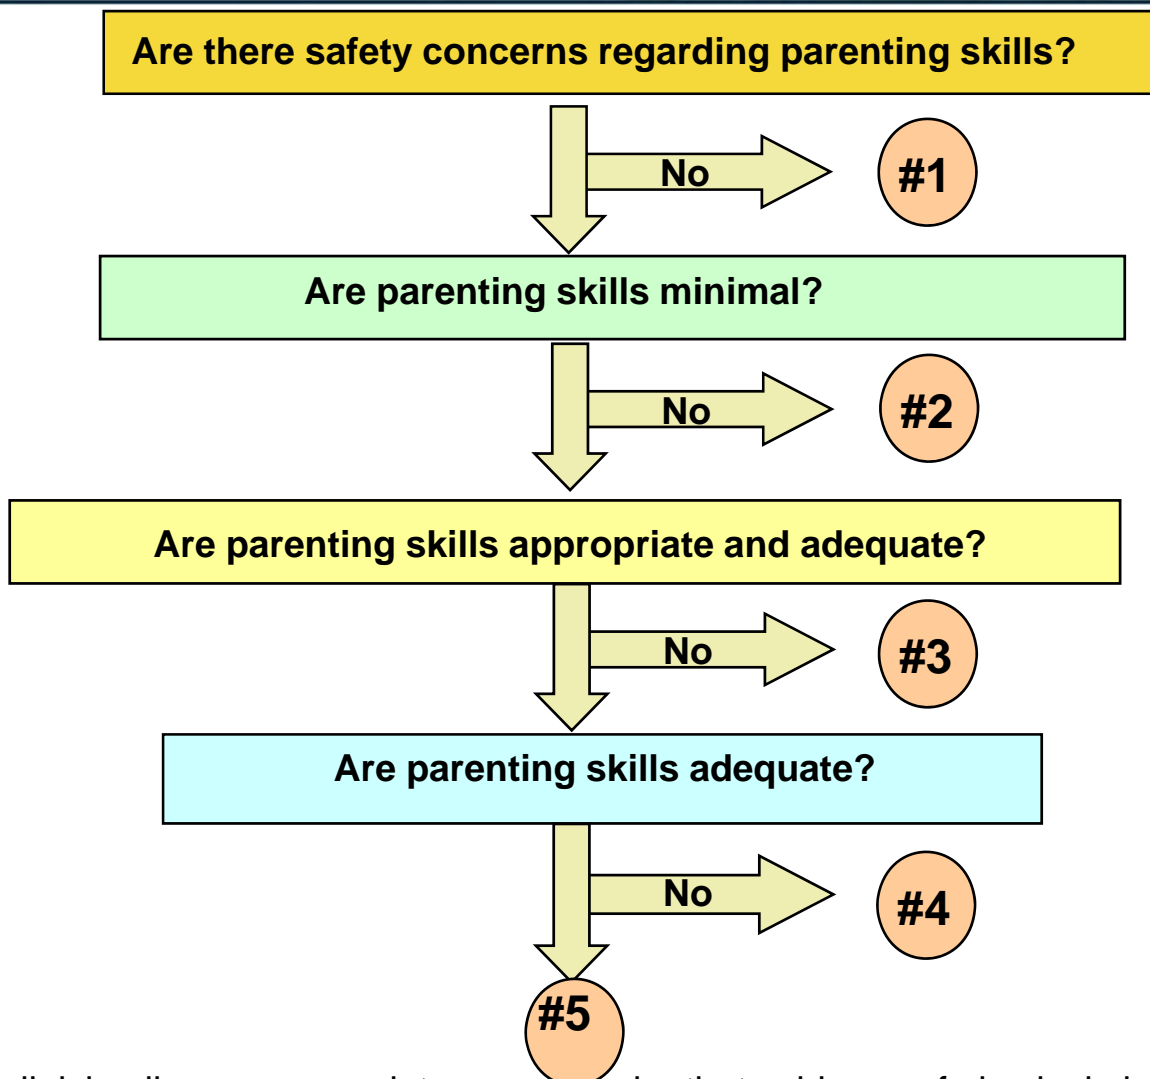 Are there safety concerns regarding parenting skills?
No
#1
Are parenting skills minimal?
No
#2
Are parenting skills appropriate and adequate?
No
#3
Are parenting skills adequate?
No
#4
#5